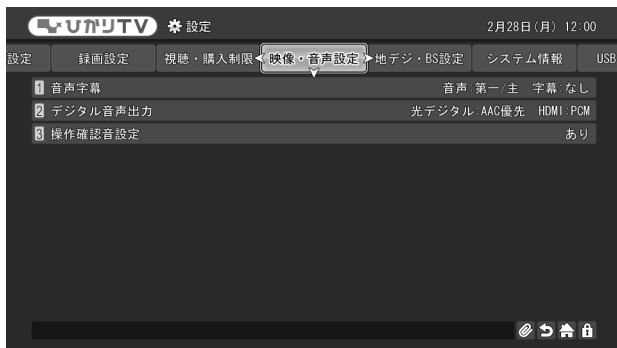 ひかりTV 設定 2月28日(月) 12:00
設定 録画設定 視聴・購入制限 映像・音声設定 地デジ・BS設定 システム情報 USB
1 音声字幕 音声:第一/主 字幕:なし
2 デジタル音声出力 光デジタル:AAC優先 HDMI:PCM
3 操作確認音設定 あり